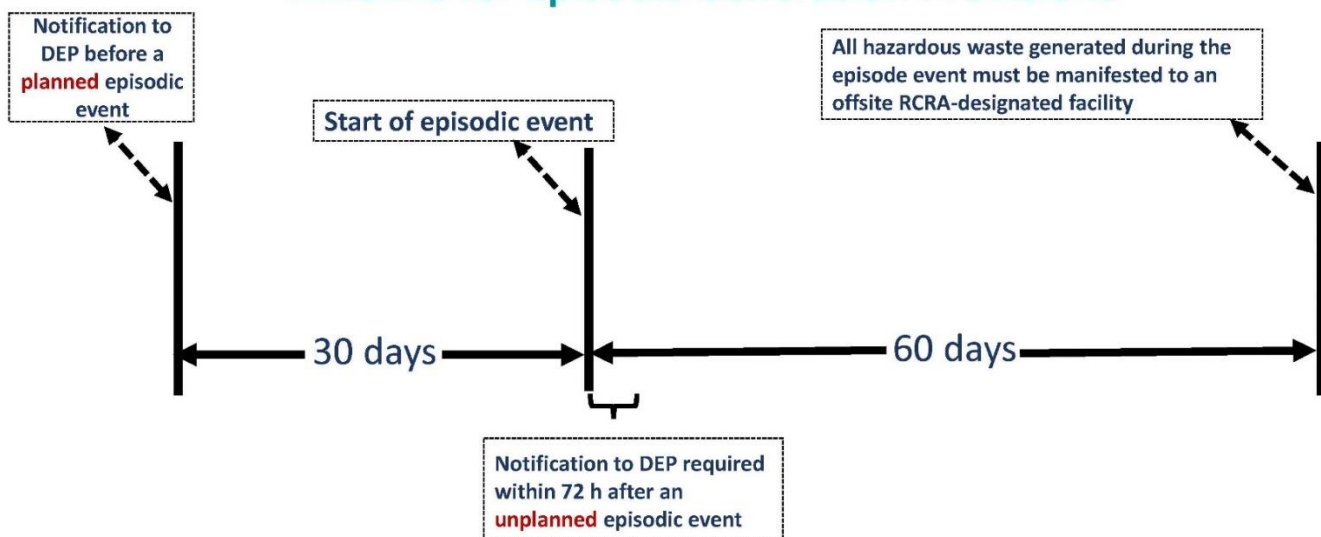 Notification to
DEP before a
planned episodic
event
Start of episodic event
All hazardous waste generated during the
episode event must be manifested to an
offsite RCRA-designated facility
30 days
60 days
Notification to DEP required
within 72 h after an
unplanned episodic event